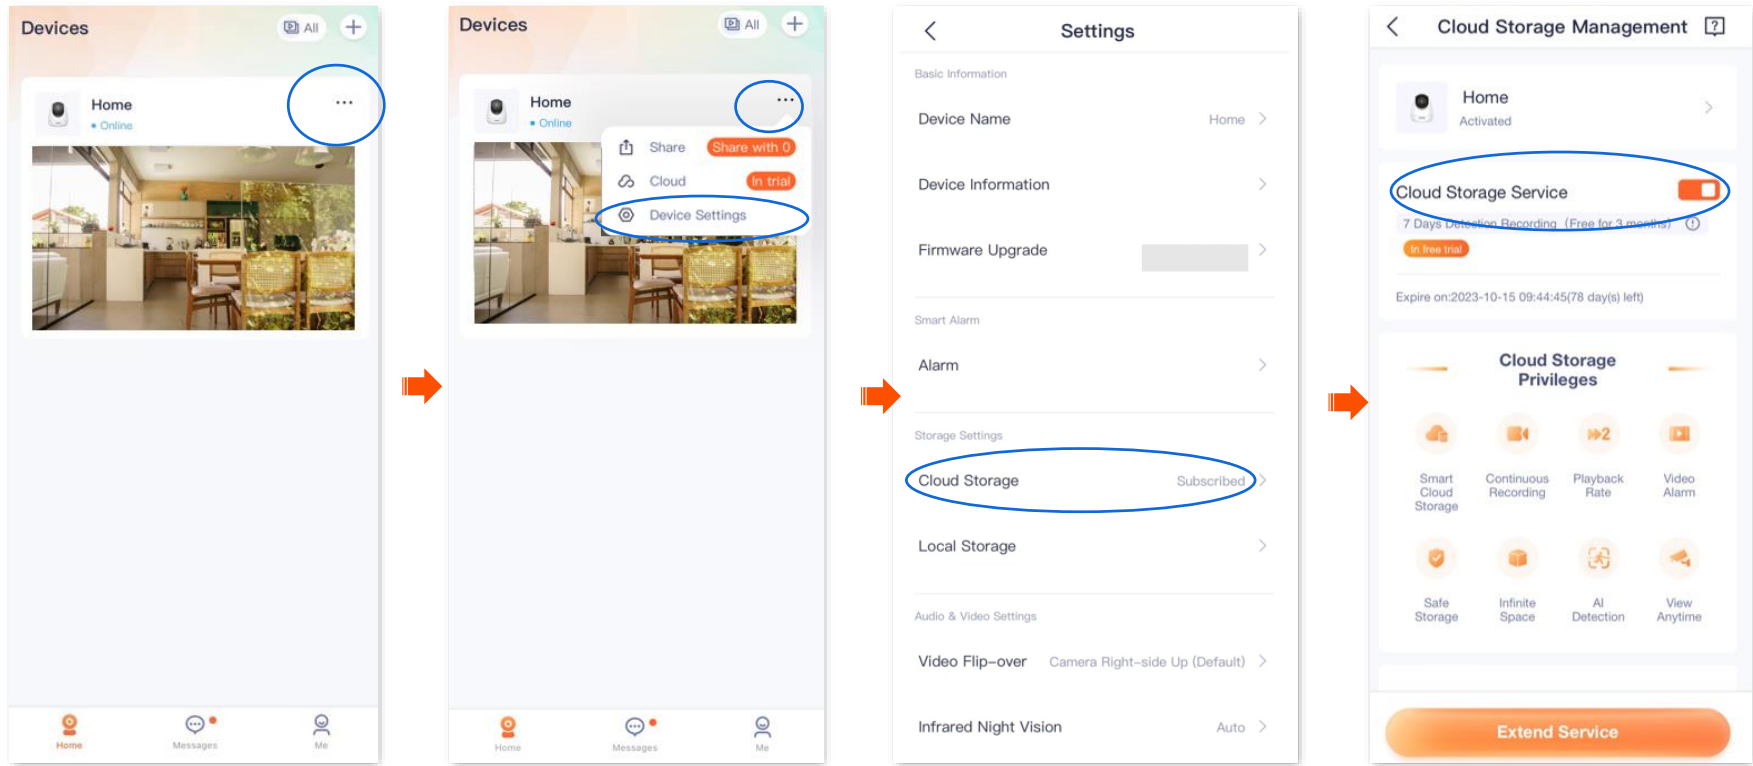 Devices
All
Home
Online
Home
Messages
Me
Devices
All
Home
Online
Share
Share with 0
Cloud
In trial
Device Settings
Home
Messages
Me
Settings
Basic Information
Device Name
Home
Device Information
Firmware Upgrade
Smart Alarm
Alarm
Storage Settings
Cloud Storage
Subscribed
Local Storage
Audio & Video Settings
Video Flip-over
Camera Right-side Up (Default)
Infrared Night Vision
Auto
Cloud Storage Management
Home
Activated
Cloud Storage Service
7 Days Detection Recording (Free for 3 months)
In free trial
Expire on:2023-10-15 09:44:45(78 day(s) left)
Cloud Storage
Privileges
2
Smart
Cloud
Storage
Continuous
Recording
Playback
Rate
Video
Alarm
Safe
Storage
Infinite
Space
AI
Detection
View
Anytime
Extend Service